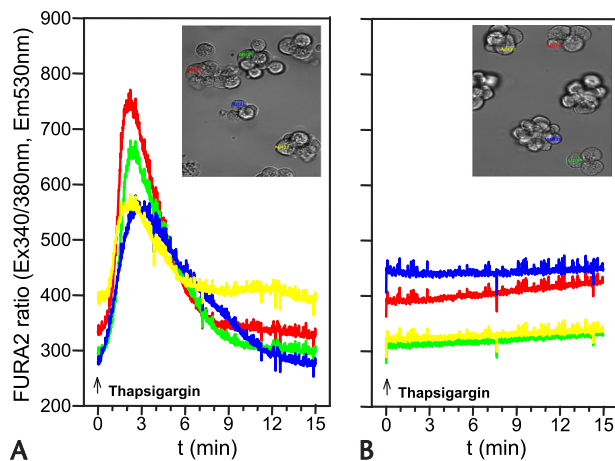 FURA2 ratio (Ex340/380nm, Em530nm)
900
800
700
600
500
400
300
200
Thapsigargin
0 3 6 9 12 15
t (min)
A
Thapsigargin
0 3 6 9 12 15
t (min)
B